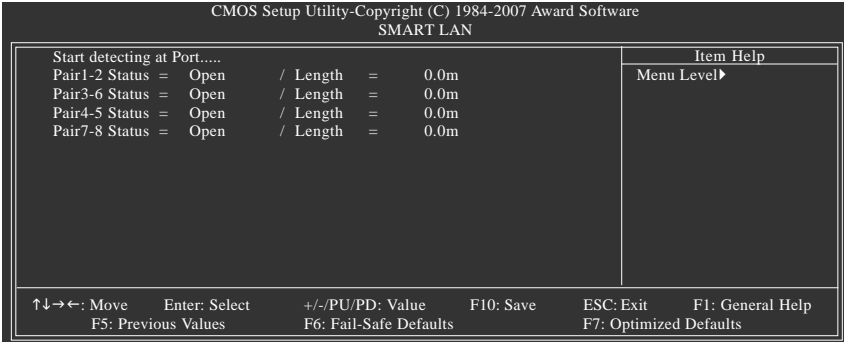 CMOS Setup Utility-Copyright (C) 1984-2007 Award Software
SMART LAN
Start detecting at Port.....
Pair1-2 Status = Open / Length = 0.0m
Pair3-6 Status = Open / Length = 0.0m
Pair4-5 Status = Open / Length = 0.0m
Pair7-8 Status = Open / Length = 0.0m
Item Help
Menu Level▶
↑↓→←: Move Enter: Select +/-/PU/PD: Value F10: Save ESC: Exit F1: General Help
F5: Previous Values F6: Fail-Safe Defaults F7: Optimized Defaults